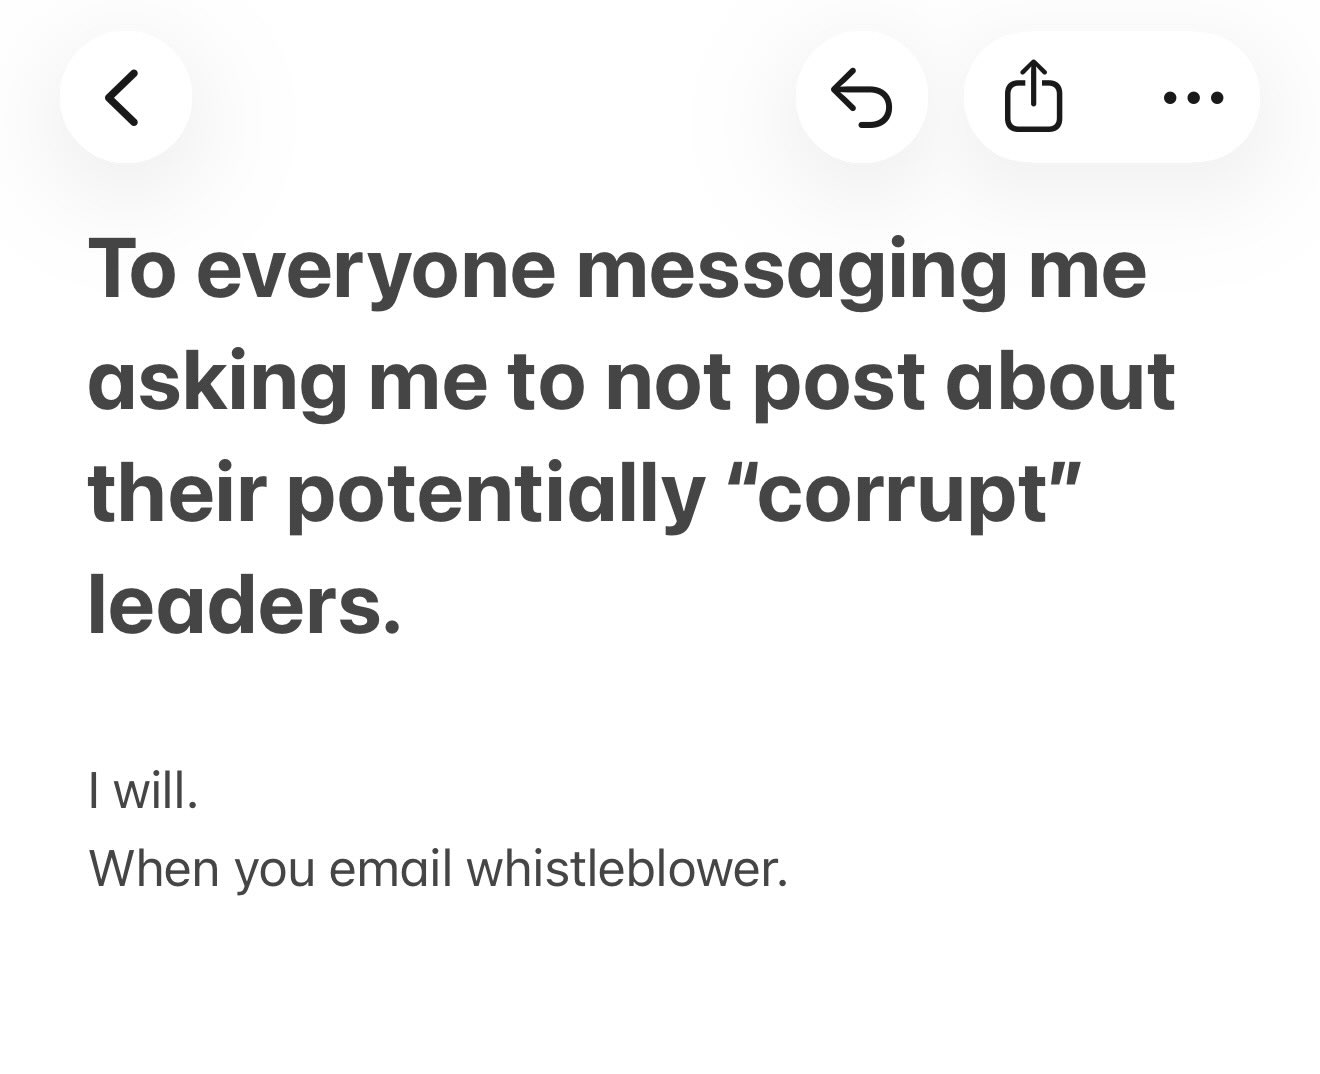 To everyone messaging me
asking me to not post about
their potentially “corrupt”
leaders.
I will.
When you email whistleblower.